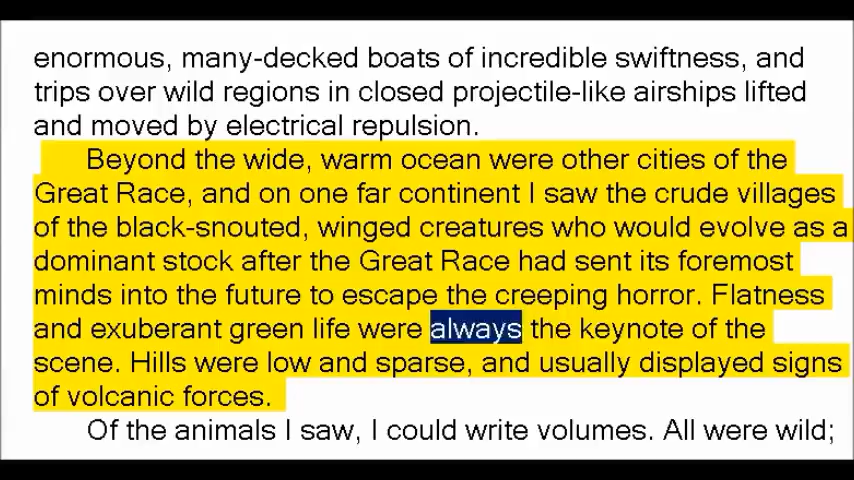 enormous, many-decked boats of incredible swiftness, and
trips over wild regions in closed projectile-like airships lifted
and moved by electrical repulsion.
Beyond the wide, warm ocean were other cities of the
Great Race, and on one far continent I saw the crude villages
of the black-snouted, winged creatures who would evolve as a
dominant stock after the Great Race had sent its foremost
minds into the future to escape the creeping horror. Flatness
and exuberant green life were always the keynote of the
scene. Hills were low and sparse, and usually displayed signs
of volcanic forces.
Of the animals I saw, I could write volumes. All were wild;